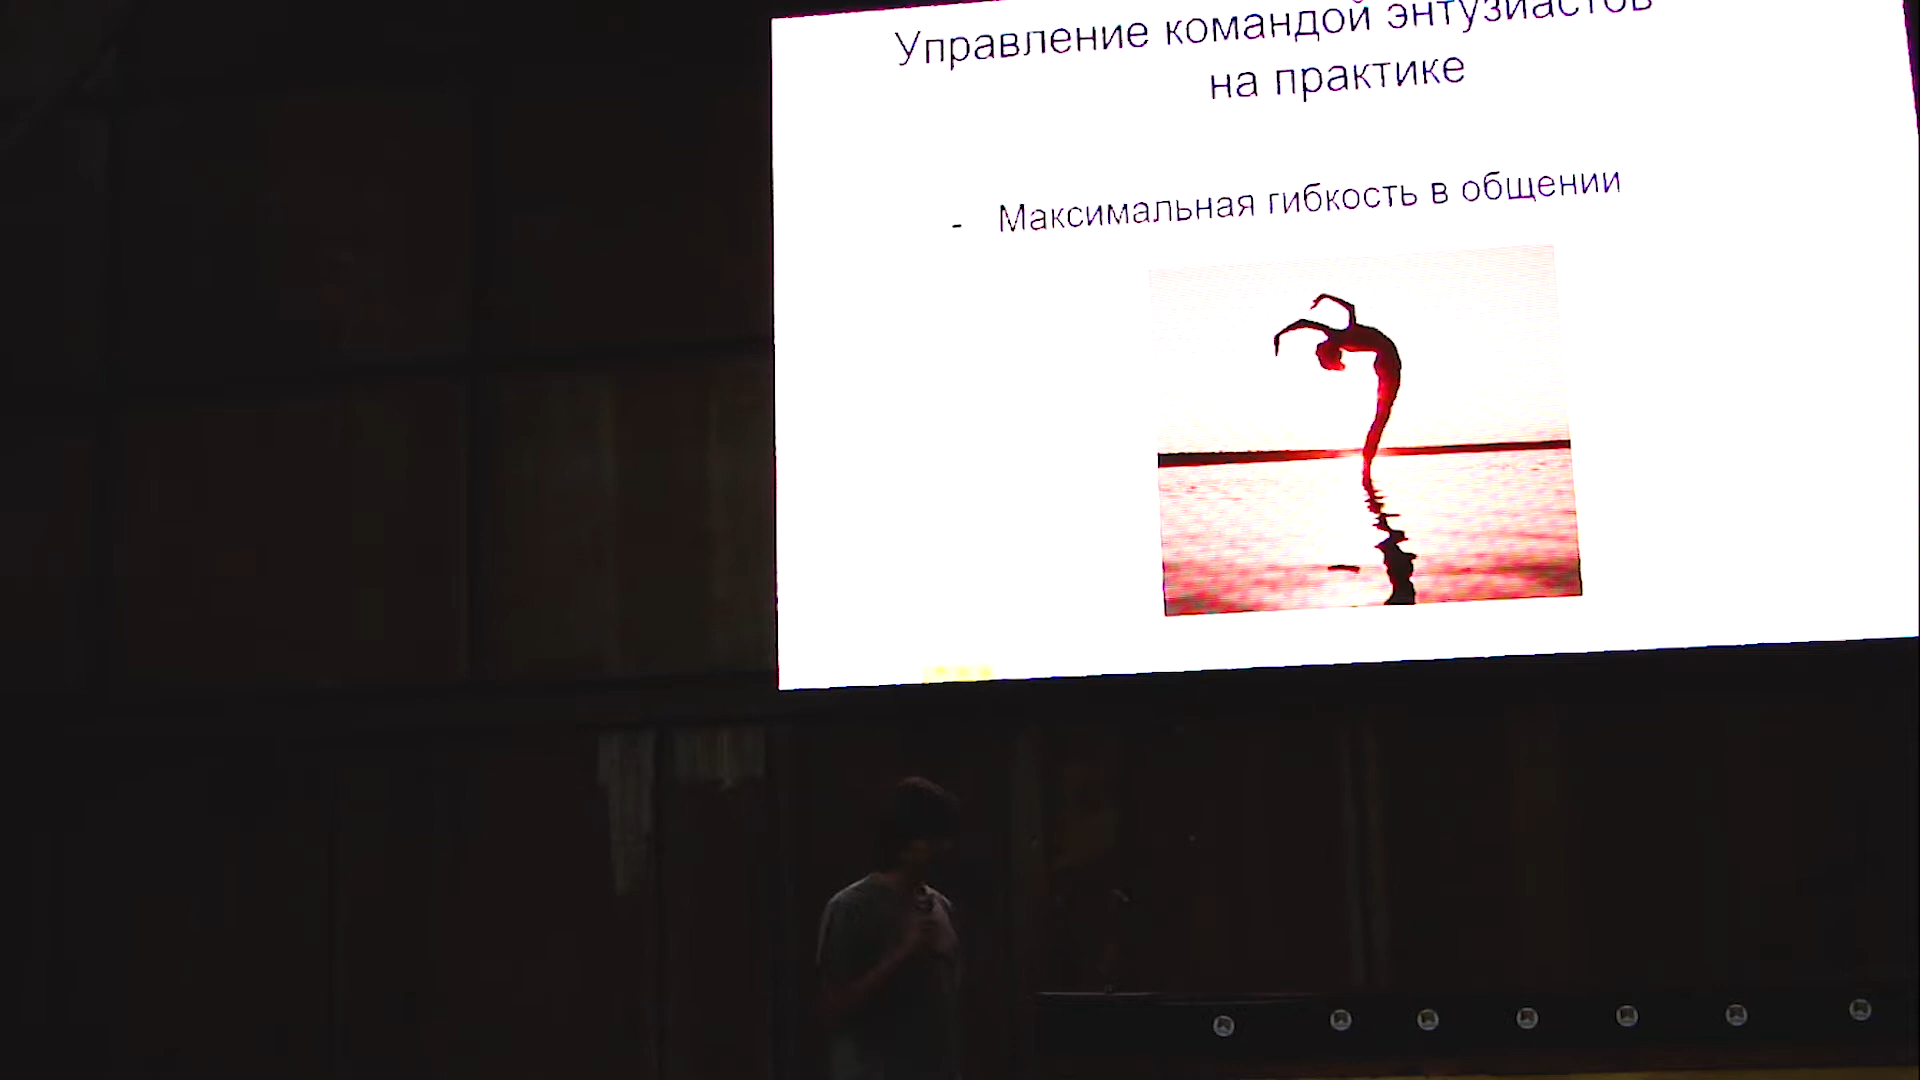 Управление командой энтузиастов
на практике
- Максимальная гибкость в общении